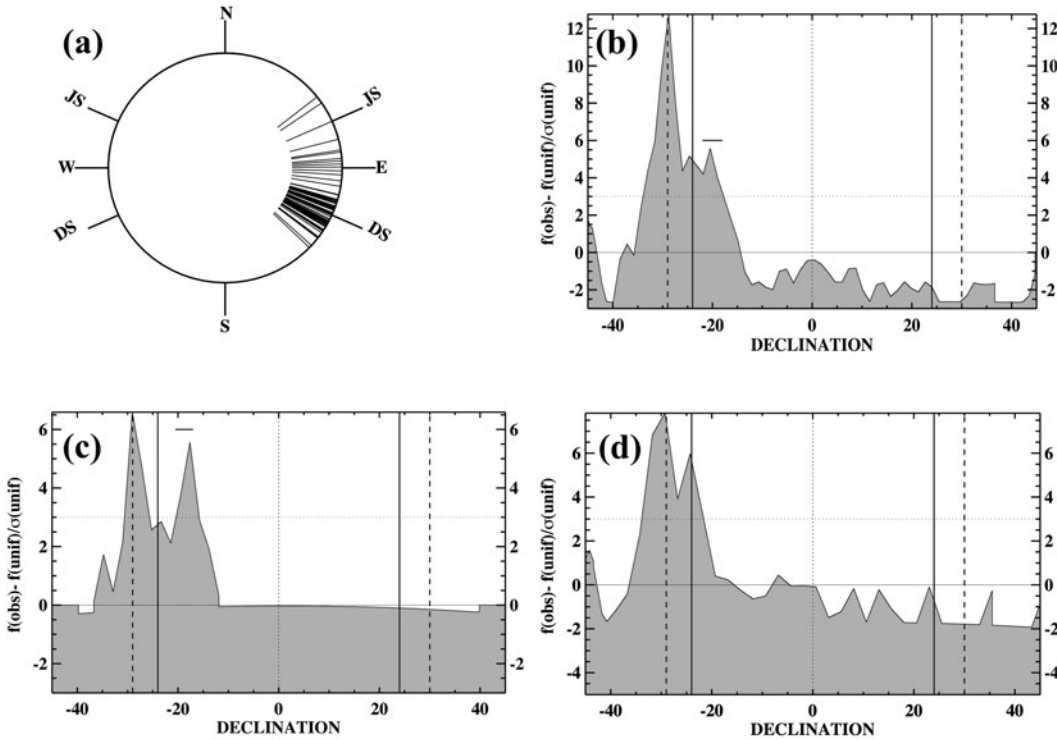 (a)
N
JS
JS
W
E
DS
DS
S
(b)
f(obs)- f(unif)/σ(unif)
12 12
10 10
8 8
6 6
4 4
2 2
0 0
-2 -2
-40 -20 0 20 40
DECLINATION
(c)
f(obs)- f(unif)/σ(unif)
6 6
4 4
2 2
0 0
-2 -2
-40 -20 0 20 40
DECLINATION
(d)
f(obs)- f(unif)/σ(unif)
6 6
4 4
2 2
0 0
-2 -2
-4 -4
-40 -20 0 20 40
DECLINATION